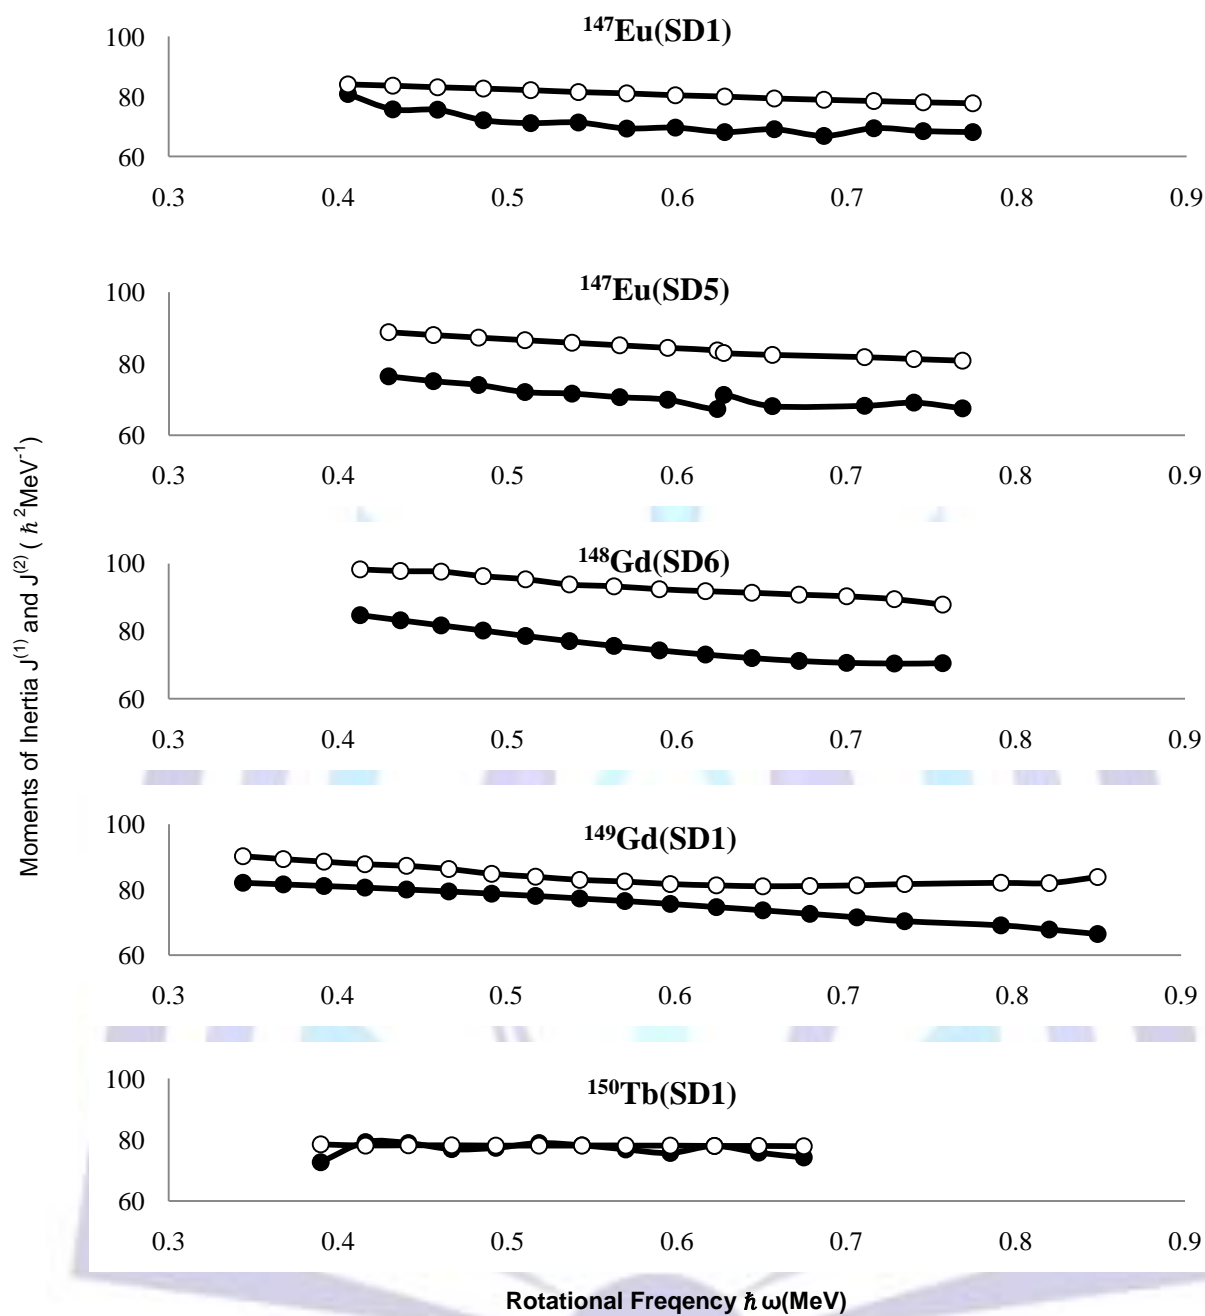 147Eu(SD1)
100
80
60
0.3 0.4 0.5 0.6 0.7 0.8 0.9
147Eu(SD5)
100
80
60
0.3 0.4 0.5 0.6 0.7 0.8 0.9
Moments of Inertia J(1) and J(2) ( ℏ2MeV-1)
148Gd(SD6)
100
80
60
0.3 0.4 0.5 0.6 0.7 0.8 0.9
149Gd(SD1)
100
80
60
0.3 0.4 0.5 0.6 0.7 0.8 0.9
150Tb(SD1)
100
80
60
0.3 0.4 0.5 0.6 0.7 0.8 0.9
Rotational Freqency ℏ ω(MeV)